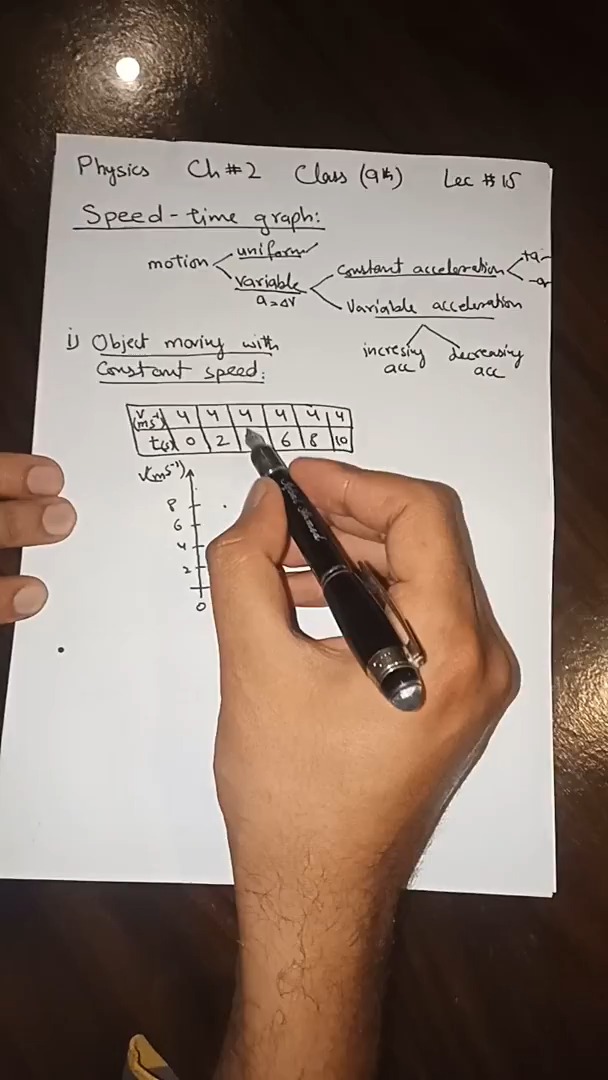 Physics Ch #2 Class (9th) Lec #15
Speed-time graph:
motion
uniform
variable
a=ΔV
Constant acceleration
+a
-a
Variable acceleration
incresing
acc
decreasing
acc
i) Object moving with
Constant speed:
V(ms⁻¹) 4 4 4 4 4 4
t(s) 0 2 6 8 10
V(ms⁻¹)
8
6
4
2
0